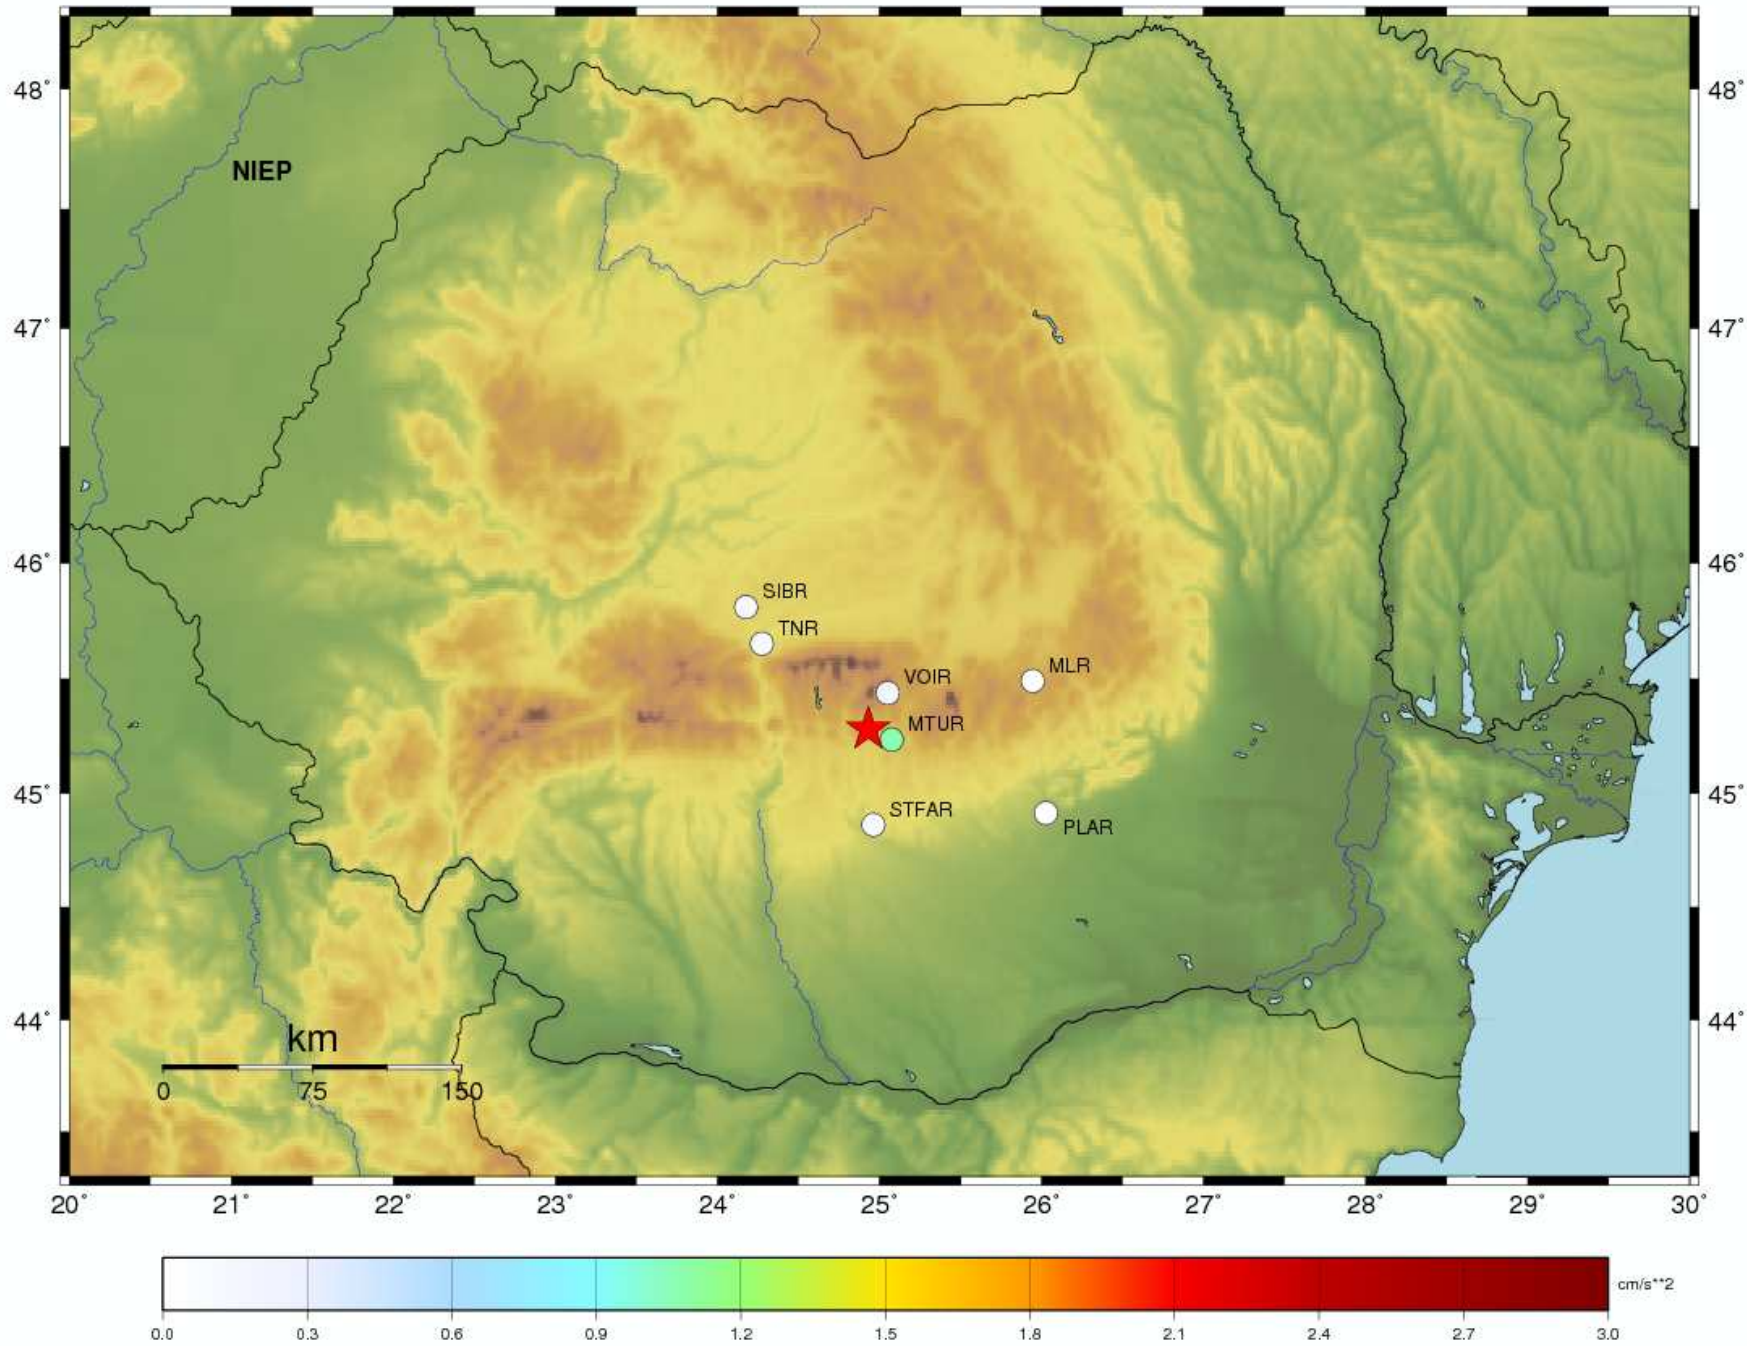 48° 48°
NIEP
47° 47°
46° 46°
SIBR
TNR
MLR
VOIR
MTUR
45° 45°
STFAR
PLAR
44° 44°
km
0 75 150
20° 21° 22° 23° 24° 25° 26° 27° 28° 29° 30°
cm/s**2
0.0 0.3 0.6 0.9 1.2 1.5 1.8 2.1 2.4 2.7 3.0